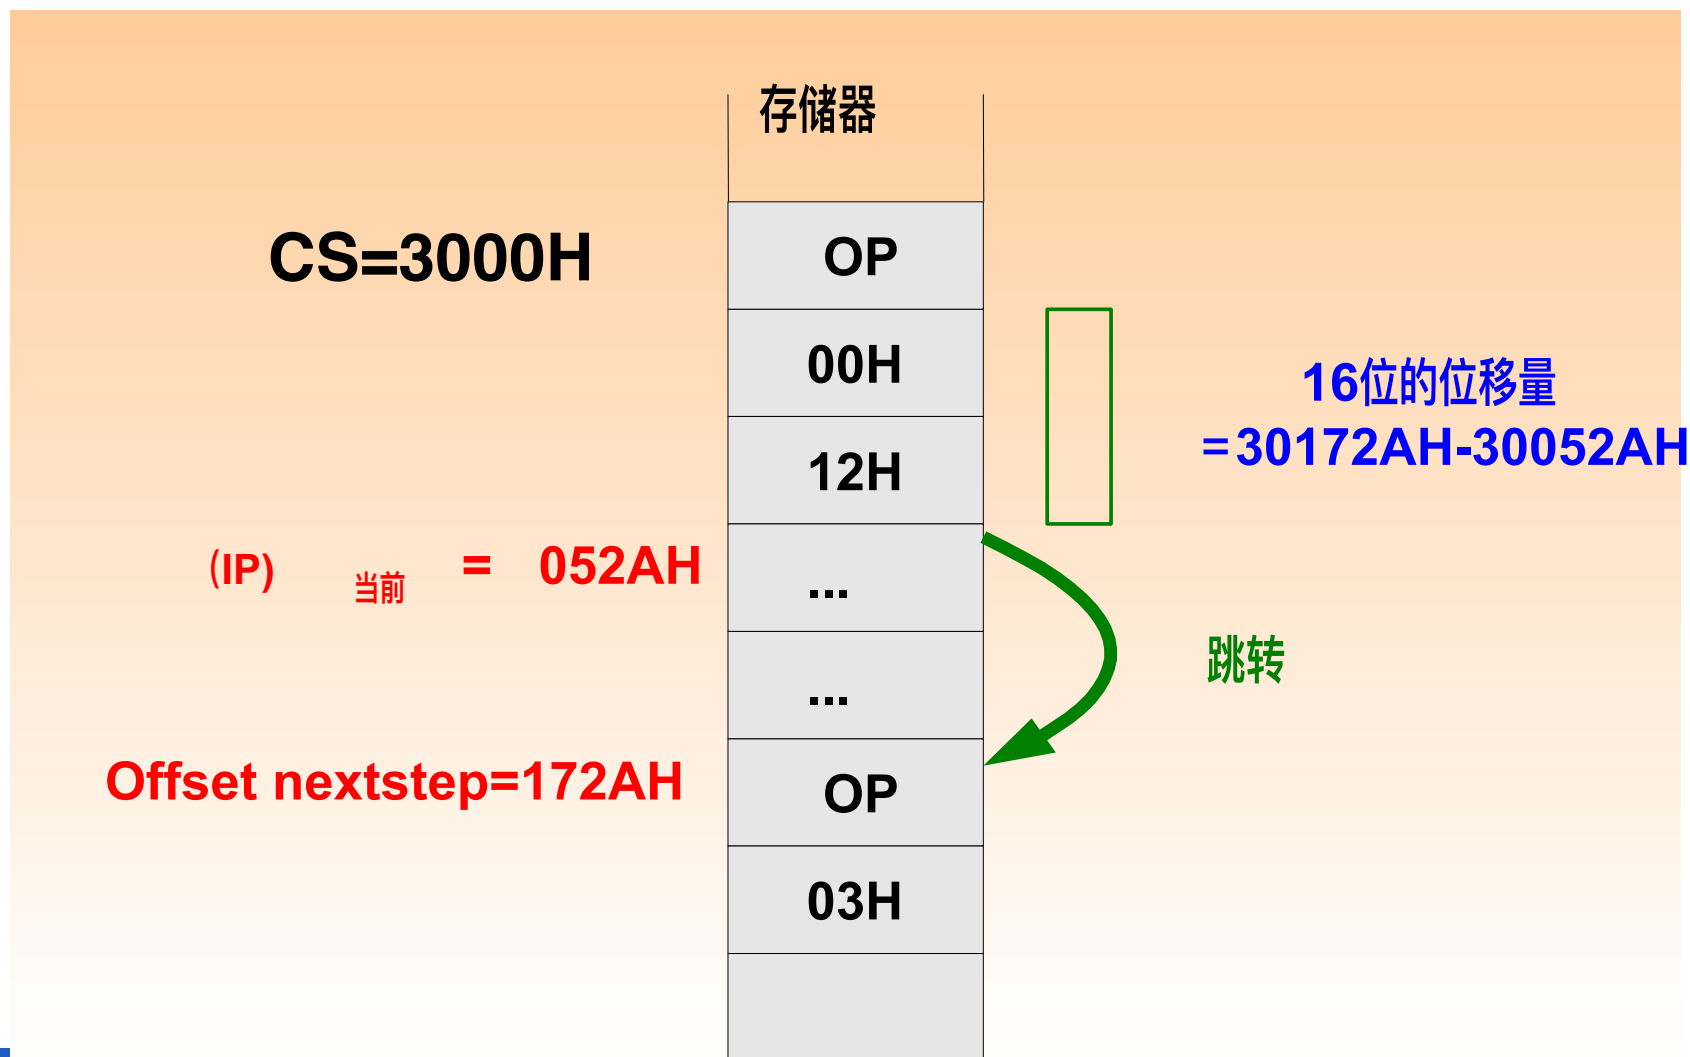 存储器
CS=3000H
OP
00H
16位的位移量
=30172AH-30052AH
12H
(IP) 当前 = 052AH
...
跳转
...
Offset nextstep=172AH
OP
03H